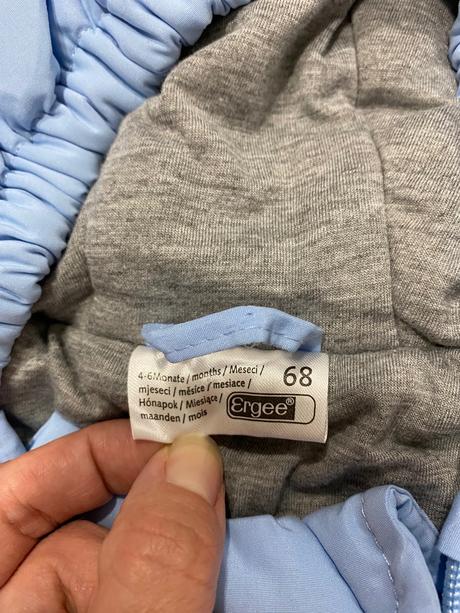 4-6Monate / months / Meseci /
mjeseci / měsíce / mesiace /
Hónapok / Miesiące /
maanden / mois
68
Ergee®